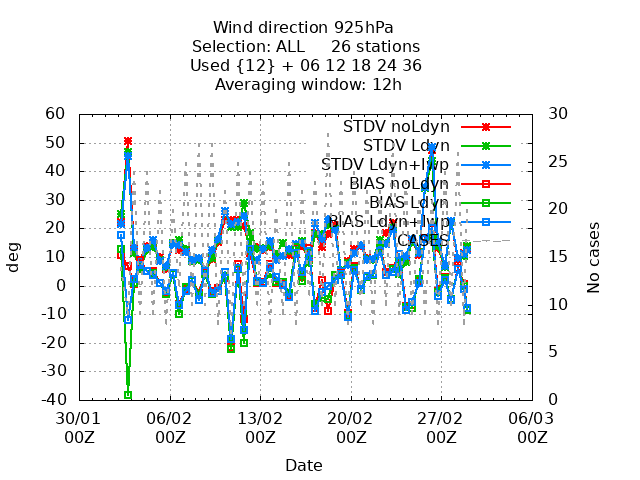 Wind direction 925hPa
Selection: ALL 26 stations
Used {12} + 06 12 18 24 36
Averaging window: 12h
60
50
40
30
20
10
0
-10
-20
-30
-40
deg
30
25
20
15
10
5
0
No cases
STDV noLdyn
STDV Ldyn
STDV Ldyn+lwp
BIAS noLdyn
BIAS Ldyn
BIAS Ldyn+lwp
CASES
30/01 06/02 13/02 20/02 27/02 06/03
00Z 00Z 00Z 00Z 00Z 00Z
Date